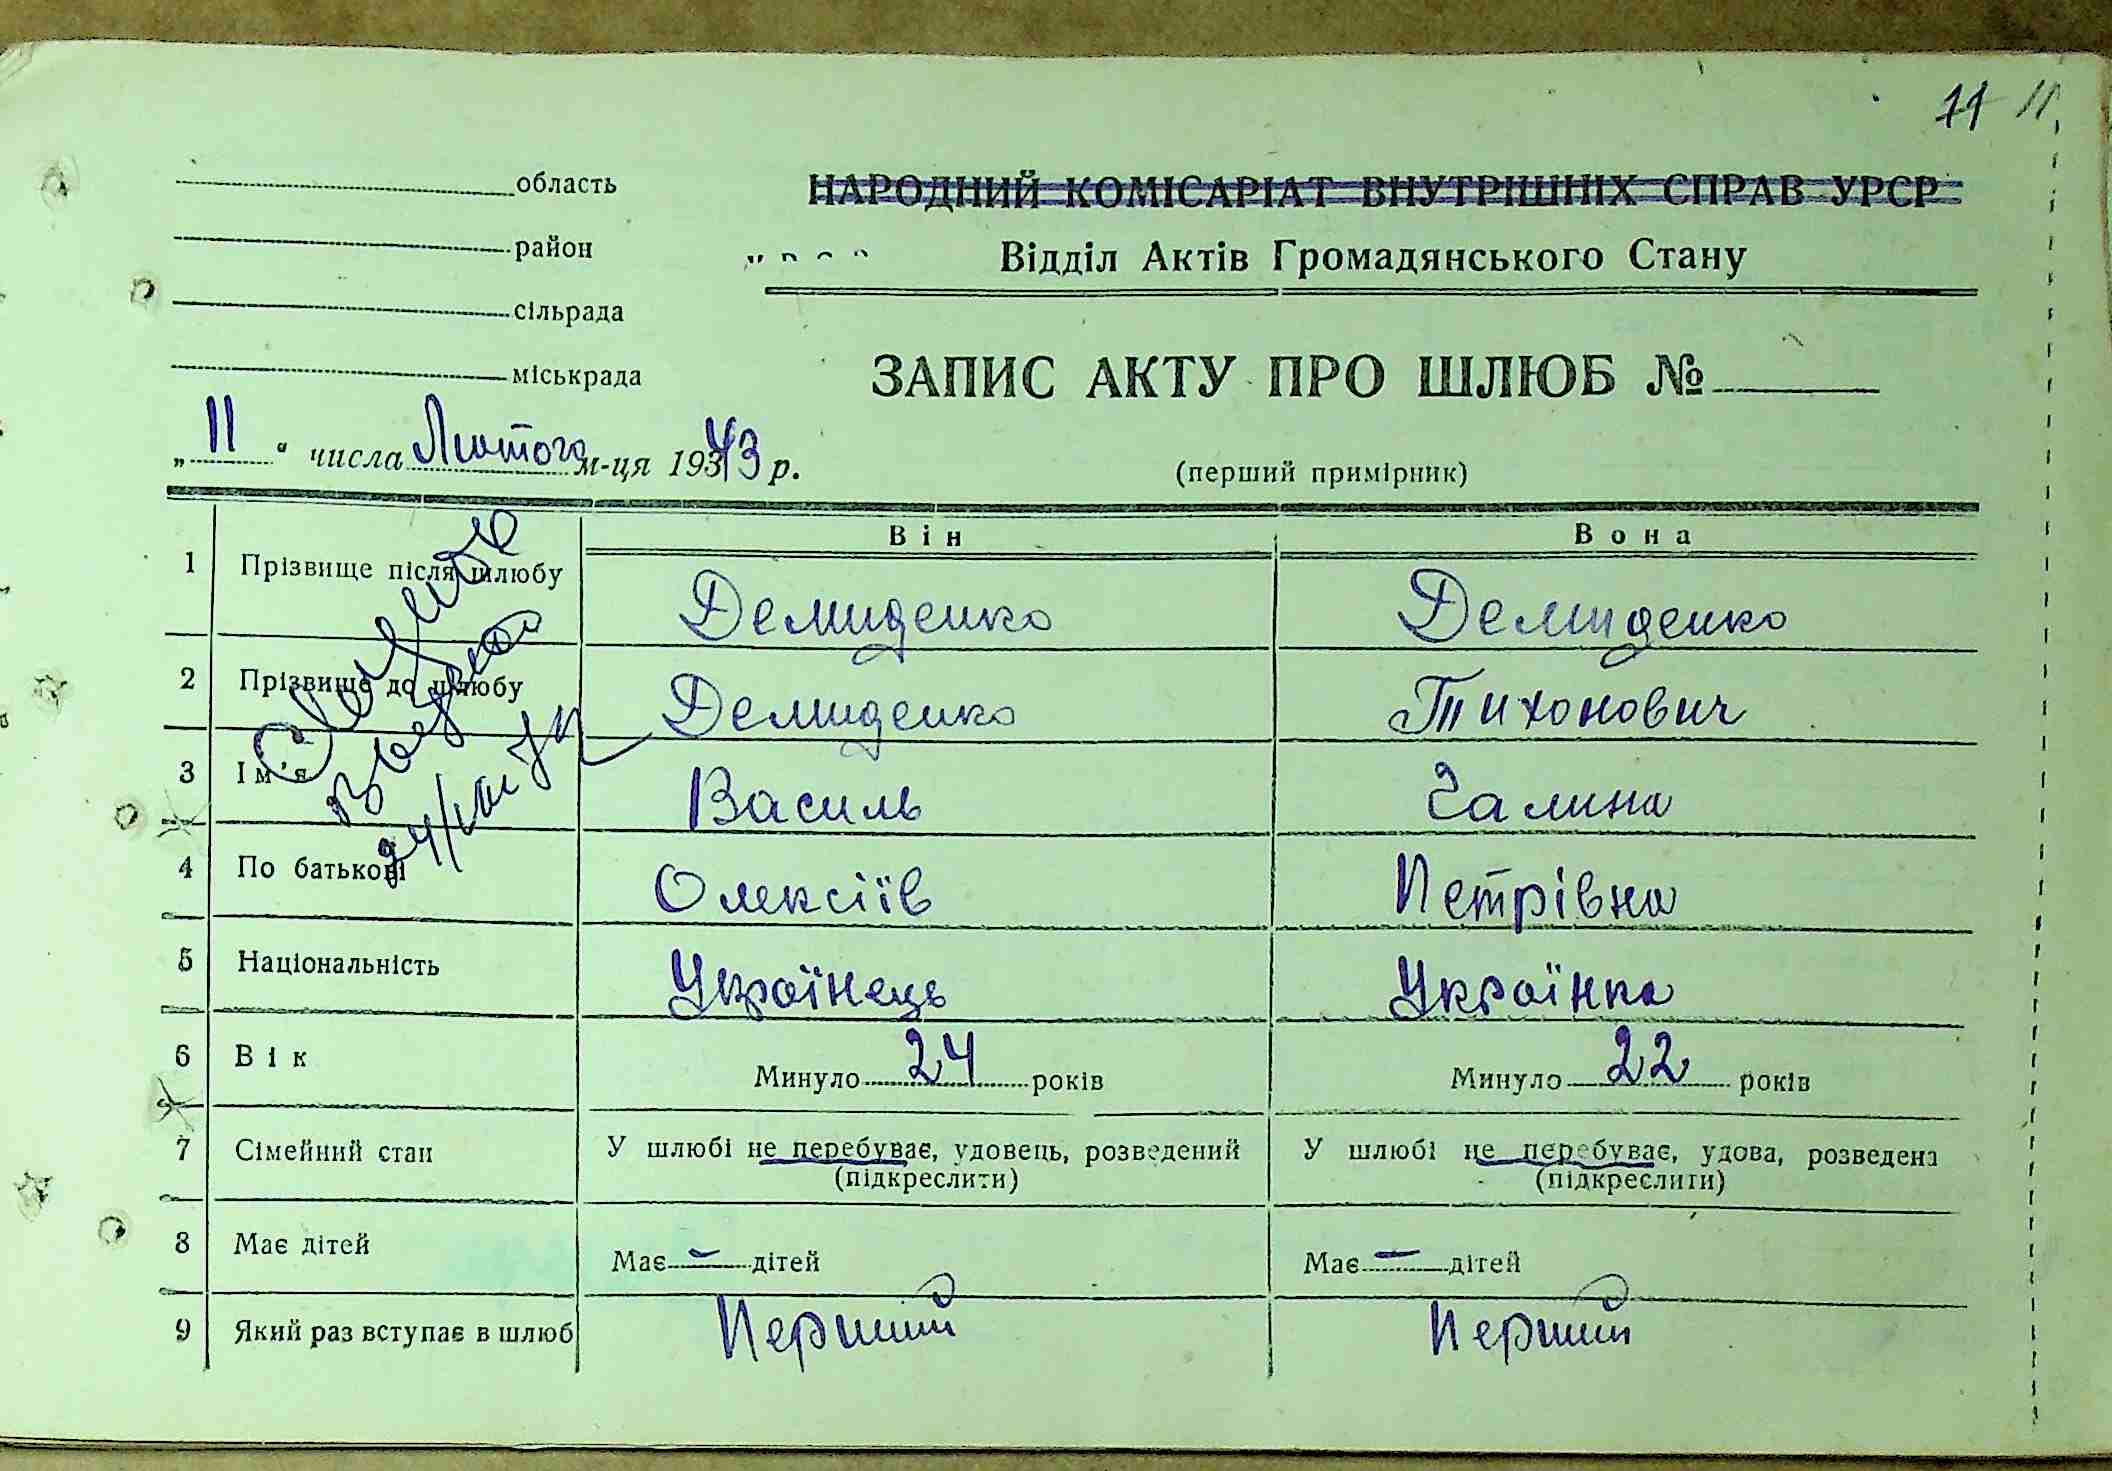 11 11
область
НАРОДНИЙ КОМІСАРІАТ ВНУТРІШНІХ СПРАВ УРСР
район
Відділ Актів Громадянського Стану
сільрада
міськрада
ЗАПИС АКТУ ПРО ШЛЮБ №
„ 11 “ числа Лютого м-ця 1943 р.
(перший примірник)
Він Вона
1 Прізвище після шлюбу Демиденко Демиденко
2 Прізвище до шлюбу Демиденко Тихонович
3 Ім'я Василь Галина
4 По батькові Олексіїв Петрівна
5 Національність Українець Українка
6 Вік Минуло 24 років Минуло 22 років
7 Сімейний стан У шлюбі не перебуває, удовець, розведений У шлюбі не перебуває, удова, розведена
(підкреслити) (підкреслити)
8 Має дітей Має – дітей Має – дітей
9 Який раз вступає в шлюб Перший Перший